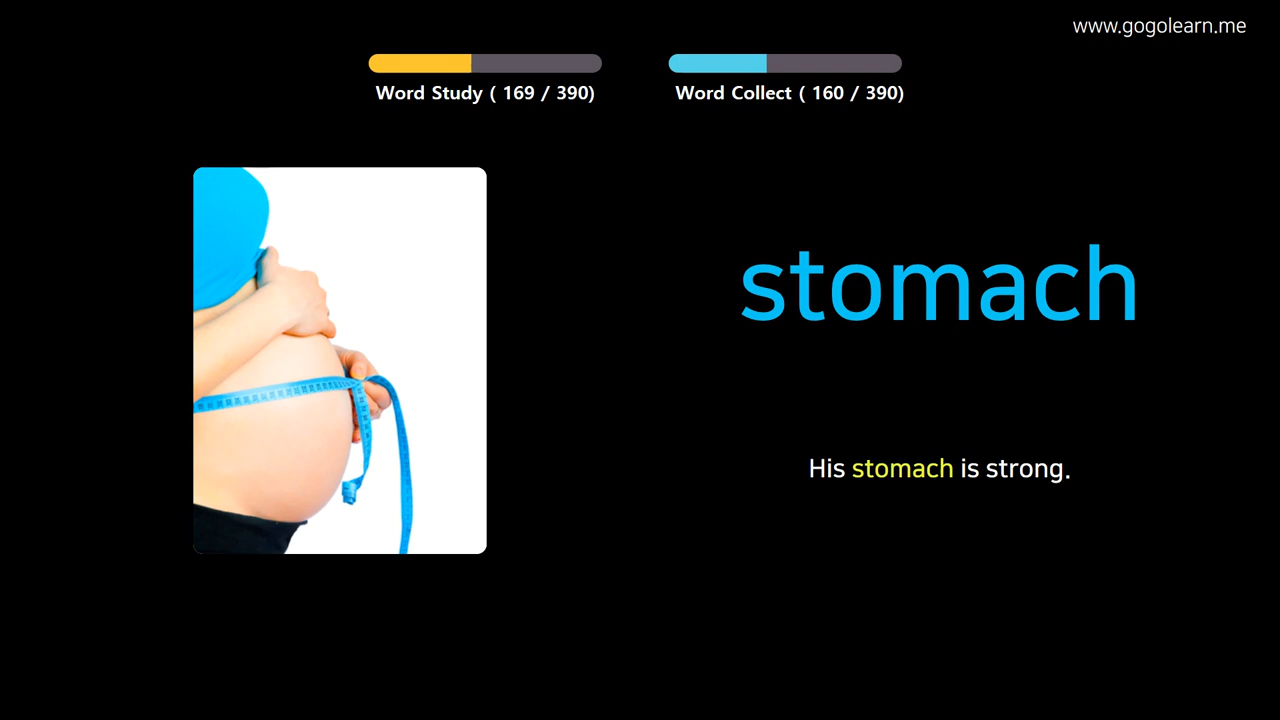 www.gogolearn.me
Word Study ( 169 / 390)
Word Collect ( 160 / 390)
stomach
His stomach is strong.